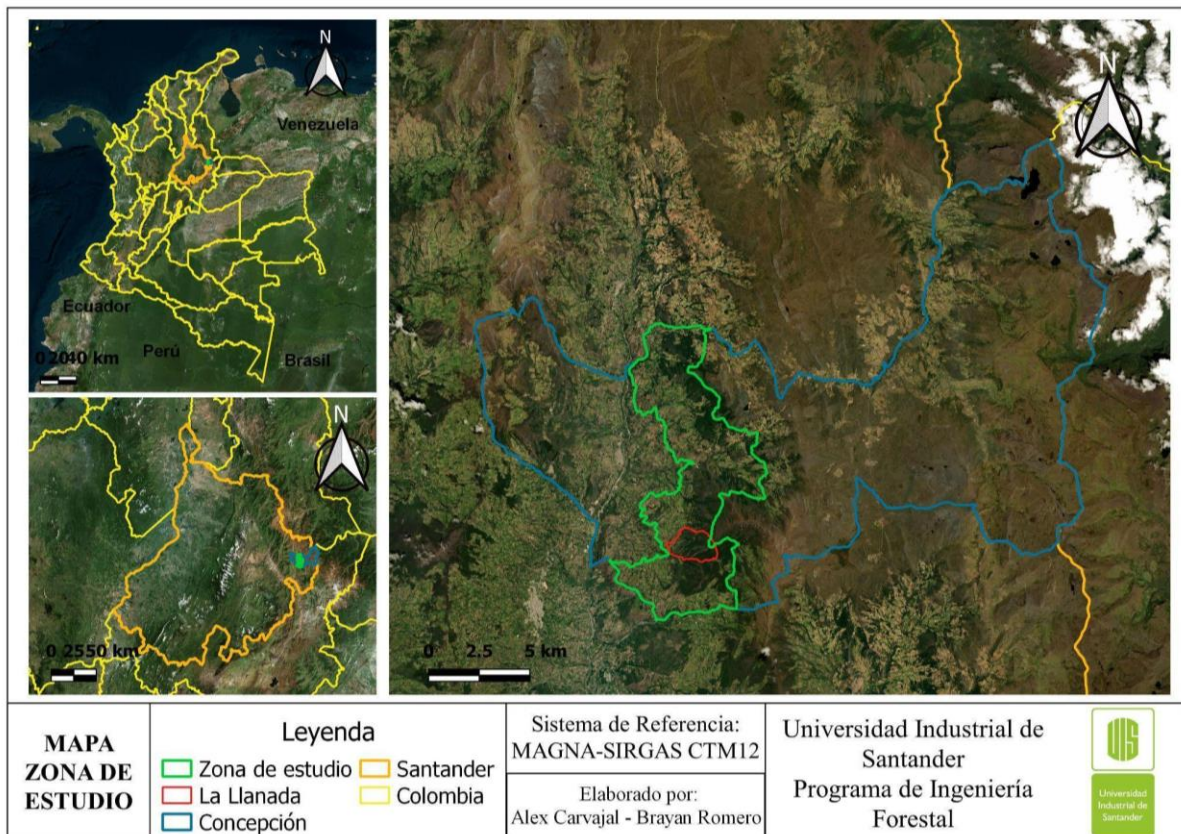 N
Venezuela
Ecuador
Perú
Brasil
0 2040 km
N
0 2550 km
N
0 2.5 5 km
MAPA
ZONA DE
ESTUDIO
Leyenda
Zona de estudio
Santander
La Llanada
Colombia
Concepción
Sistema de Referencia:
MAGNA-SIRGAS CTM12
Elaborado por:
Alex Carvajal - Brayan Romero
Universidad Industrial de
Santander
Programa de Ingeniería
Forestal
UIS
Universidad
Industrial de
Santander